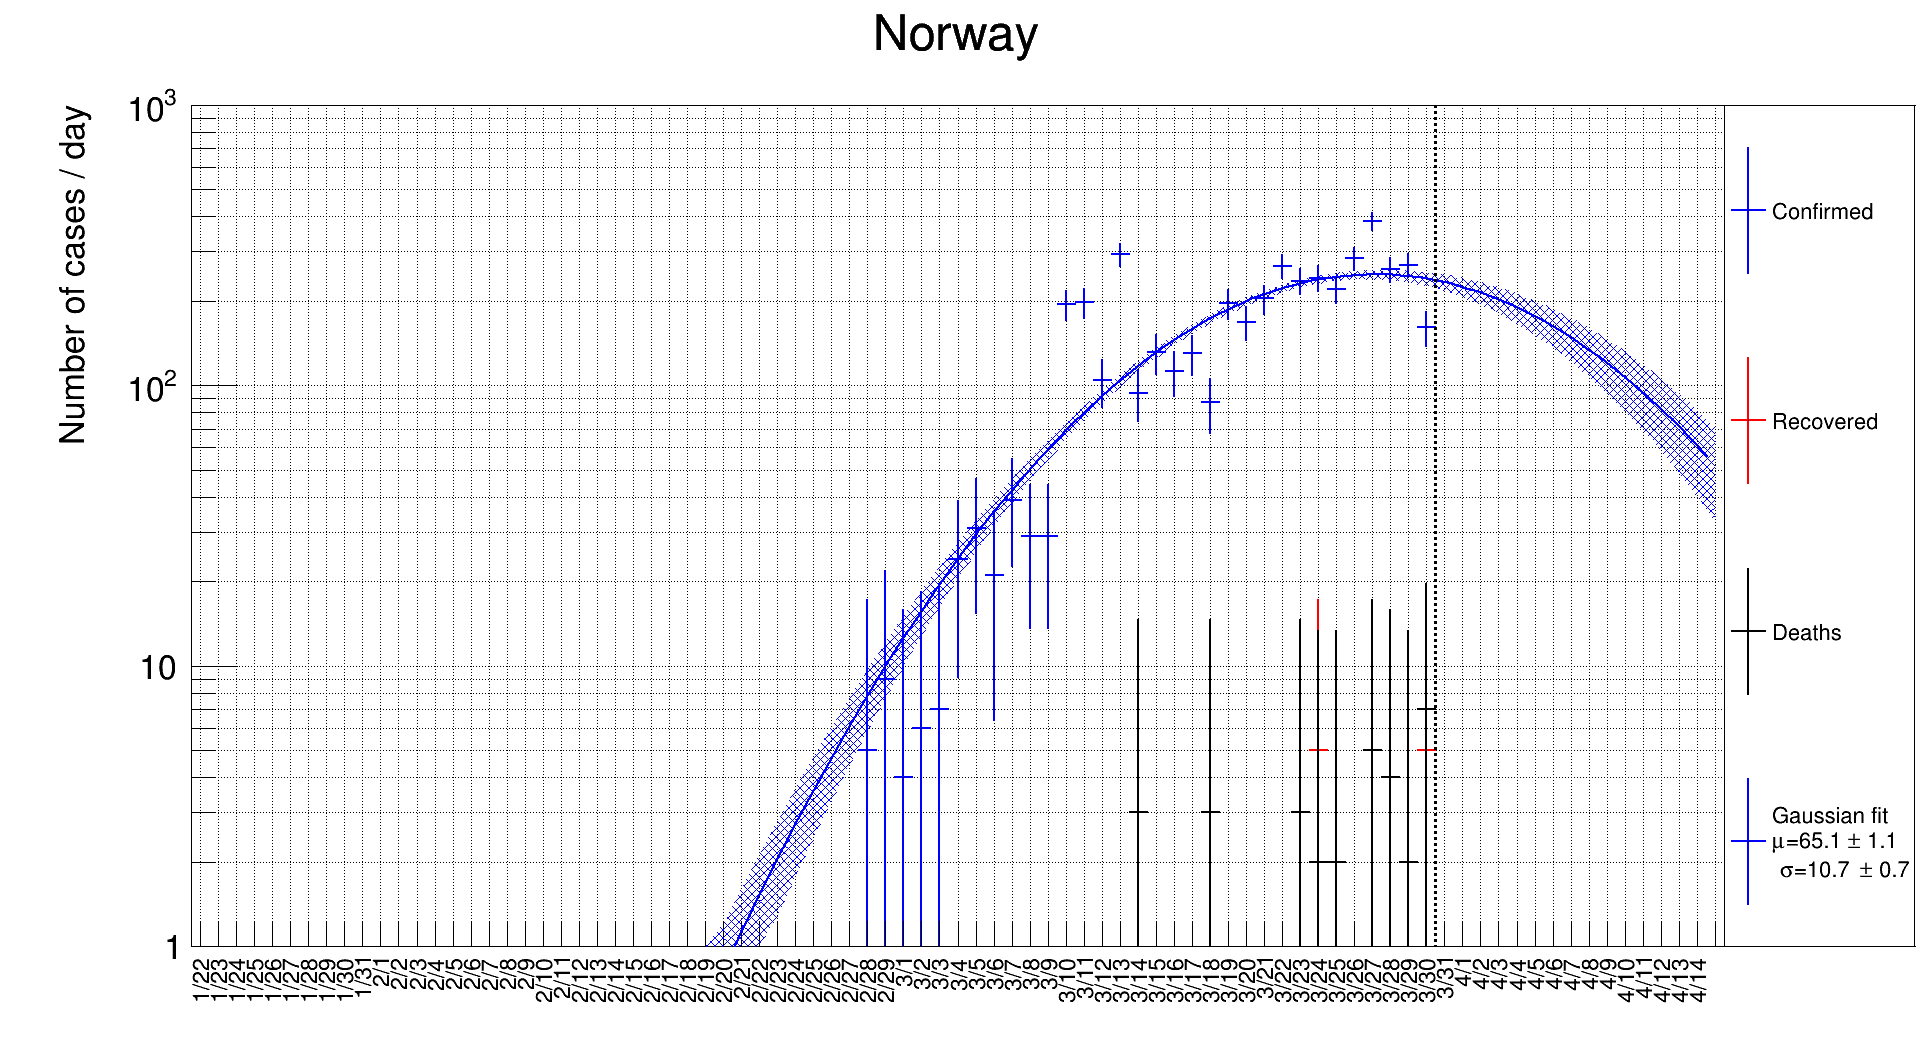 Norway
Number of cases / day
10³
10²
10
1
1/22 1/23 1/24 1/25 1/26 1/27 1/28 1/29 1/30 1/31 2/1 2/2 2/3 2/4 2/5 2/6 2/7 2/8 2/9 2/10 2/11 2/12 2/13 2/14 2/15 2/16 2/17 2/18 2/19 2/20 2/21 2/22 2/23 2/24 2/25 2/26 2/27 2/28 2/29 3/1 3/2 3/3 3/4 3/5 3/6 3/7 3/8 3/9 3/10 3/11 3/12 3/13 3/14 3/15 3/16 3/17 3/18 3/19 3/20 3/21 3/22 3/23 3/24 3/25 3/26 3/27 3/28 3/29 3/30 3/31 4/1 4/2 4/3 4/4 4/5 4/6 4/7 4/8 4/9 4/10 4/11 4/12 4/13 4/14
Confirmed
Recovered
Deaths
Gaussian fit
μ=65.1 ± 1.1
σ=10.7 ± 0.7